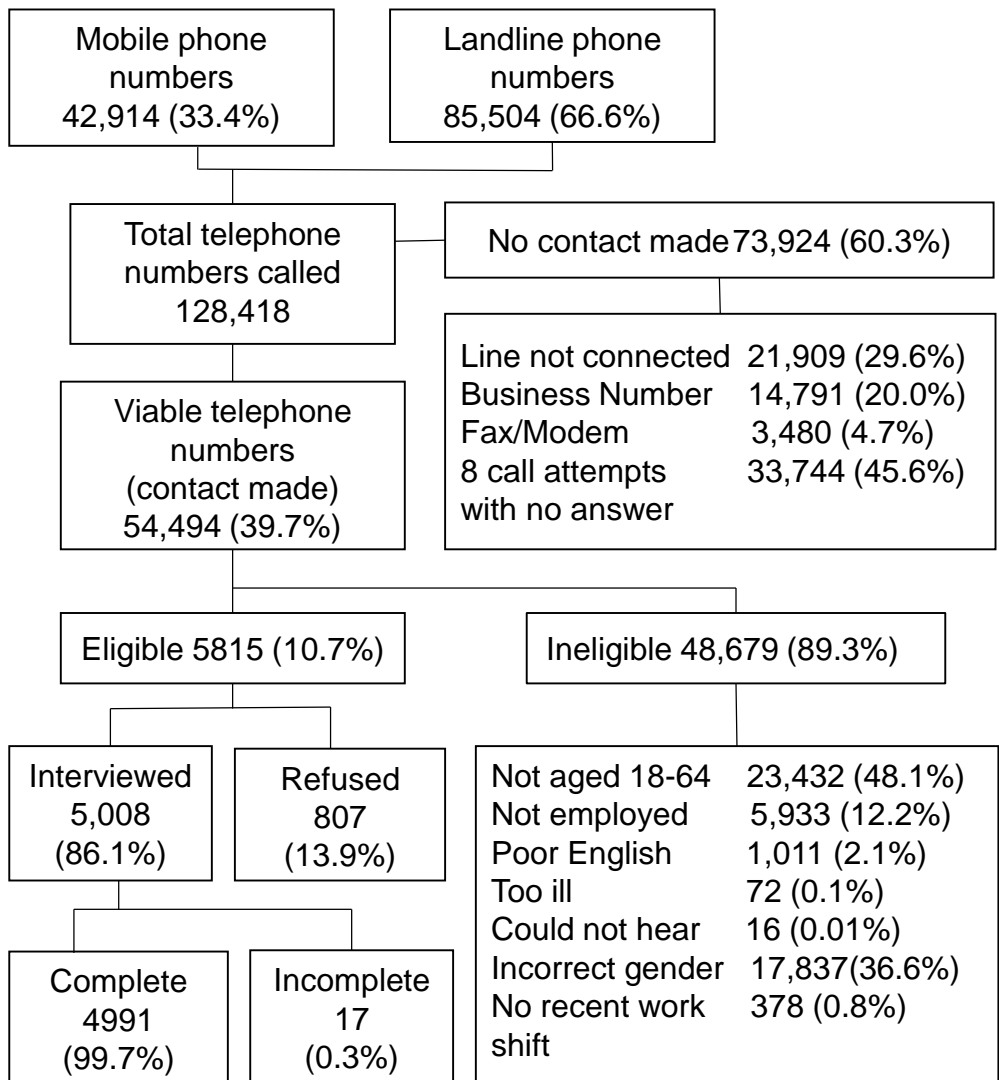 Mobile phone
numbers
42,914 (33.4%)
Landline phone
numbers
85,504 (66.6%)
Total telephone
numbers called
128,418
No contact made 73,924 (60.3%)
Line not connected 21,909 (29.6%)
Business Number 14,791 (20.0%)
Fax/Modem 3,480 (4.7%)
8 call attempts 33,744 (45.6%)
with no answer
Viable telephone
numbers
(contact made)
54,494 (39.7%)
Eligible 5815 (10.7%)
Ineligible 48,679 (89.3%)
Interviewed
5,008
(86.1%)
Refused
807
(13.9%)
Not aged 18-64 23,432 (48.1%)
Not employed 5,933 (12.2%)
Poor English 1,011 (2.1%)
Too ill 72 (0.1%)
Could not hear 16 (0.01%)
Incorrect gender 17,837(36.6%)
No recent work 378 (0.8%)
shift
Complete
4991
(99.7%)
Incomplete
17
(0.3%)